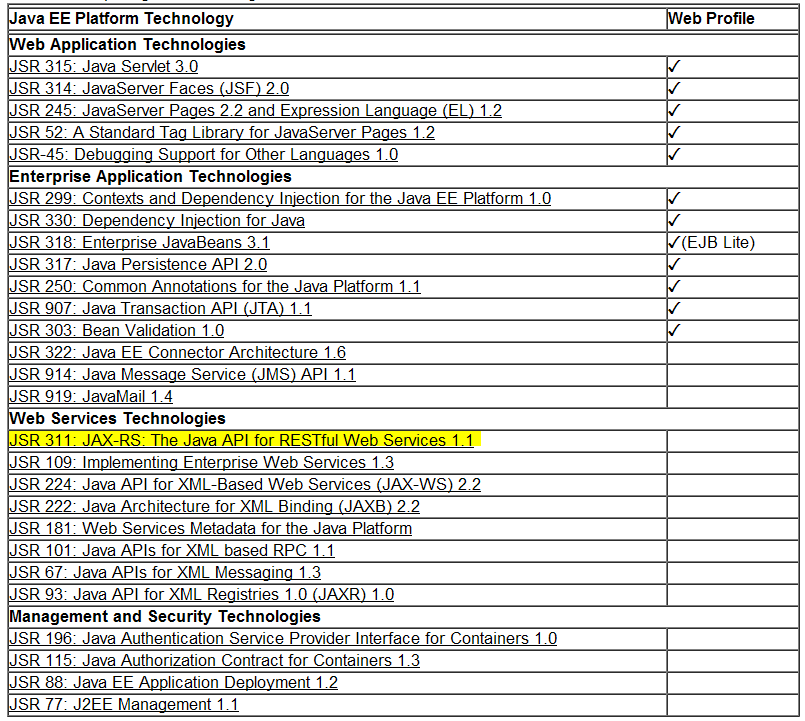 Java EE Platform Technology Web Profile
Web Application Technologies
JSR 315: Java Servlet 3.0 ✓
JSR 314: JavaServer Faces (JSF) 2.0 ✓
JSR 245: JavaServer Pages 2.2 and Expression Language (EL) 1.2 ✓
JSR 52: A Standard Tag Library for JavaServer Pages 1.2 ✓
JSR-45: Debugging Support for Other Languages 1.0 ✓
Enterprise Application Technologies
JSR 299: Contexts and Dependency Injection for the Java EE Platform 1.0 ✓
JSR 330: Dependency Injection for Java ✓
JSR 318: Enterprise JavaBeans 3.1 ✓(EJB Lite)
JSR 317: Java Persistence API 2.0 ✓
JSR 250: Common Annotations for the Java Platform 1.1 ✓
JSR 907: Java Transaction API (JTA) 1.1 ✓
JSR 303: Bean Validation 1.0 ✓
JSR 322: Java EE Connector Architecture 1.6
JSR 914: Java Message Service (JMS) API 1.1
JSR 919: JavaMail 1.4
Web Services Technologies
JSR 311: JAX-RS: The Java API for RESTful Web Services 1.1
JSR 109: Implementing Enterprise Web Services 1.3
JSR 224: Java API for XML-Based Web Services (JAX-WS) 2.2
JSR 222: Java Architecture for XML Binding (JAXB) 2.2
JSR 181: Web Services Metadata for the Java Platform
JSR 101: Java APIs for XML based RPC 1.1
JSR 67: Java APIs for XML Messaging 1.3
JSR 93: Java API for XML Registries 1.0 (JAXR) 1.0
Management and Security Technologies
JSR 196: Java Authentication Service Provider Interface for Containers 1.0
JSR 115: Java Authorization Contract for Containers 1.3
JSR 88: Java EE Application Deployment 1.2
JSR 77: J2EE Management 1.1